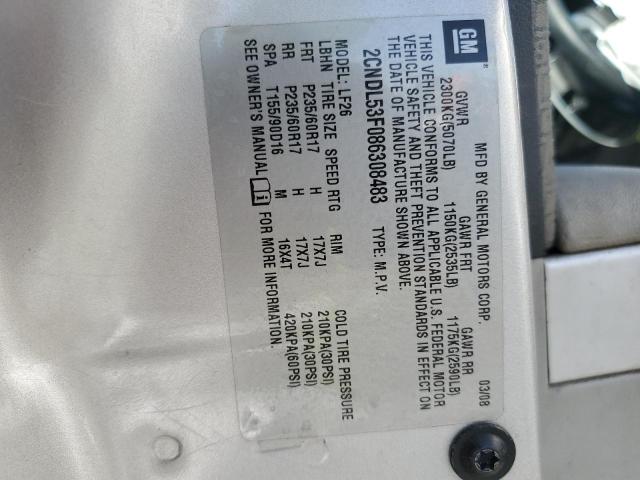 GM ®
MFD BY GENERAL MOTORS CORP. 03/08
GVWR GAWR FRT GAWR RR
2300KG(5070LB) 1150KG(2535LB) 1175KG(2590LB)
THIS VEHICLE CONFORMS TO ALL APPLICABLE U.S. FEDERAL MOTOR
VEHICLE SAFETY AND THEFT PREVENTION STANDARDS IN EFFECT ON
THE DATE OF MANUFACTURE SHOWN ABOVE.
2CNDL53F086308483 TYPE: M.P.V.
MODEL: LF26
LBHN TIRE SIZE SPEED RTG RIM COLD TIRE PRESSURE
FRT P235/60R17 H 17X7J 210KPA(30PSI)
RR P235/60R17 H 17X7J 210KPA(30PSI)
SPA T155/90D16 M 16X4T 420KPA(60PSI)
SEE OWNER'S MANUAL i FOR MORE INFORMATION.